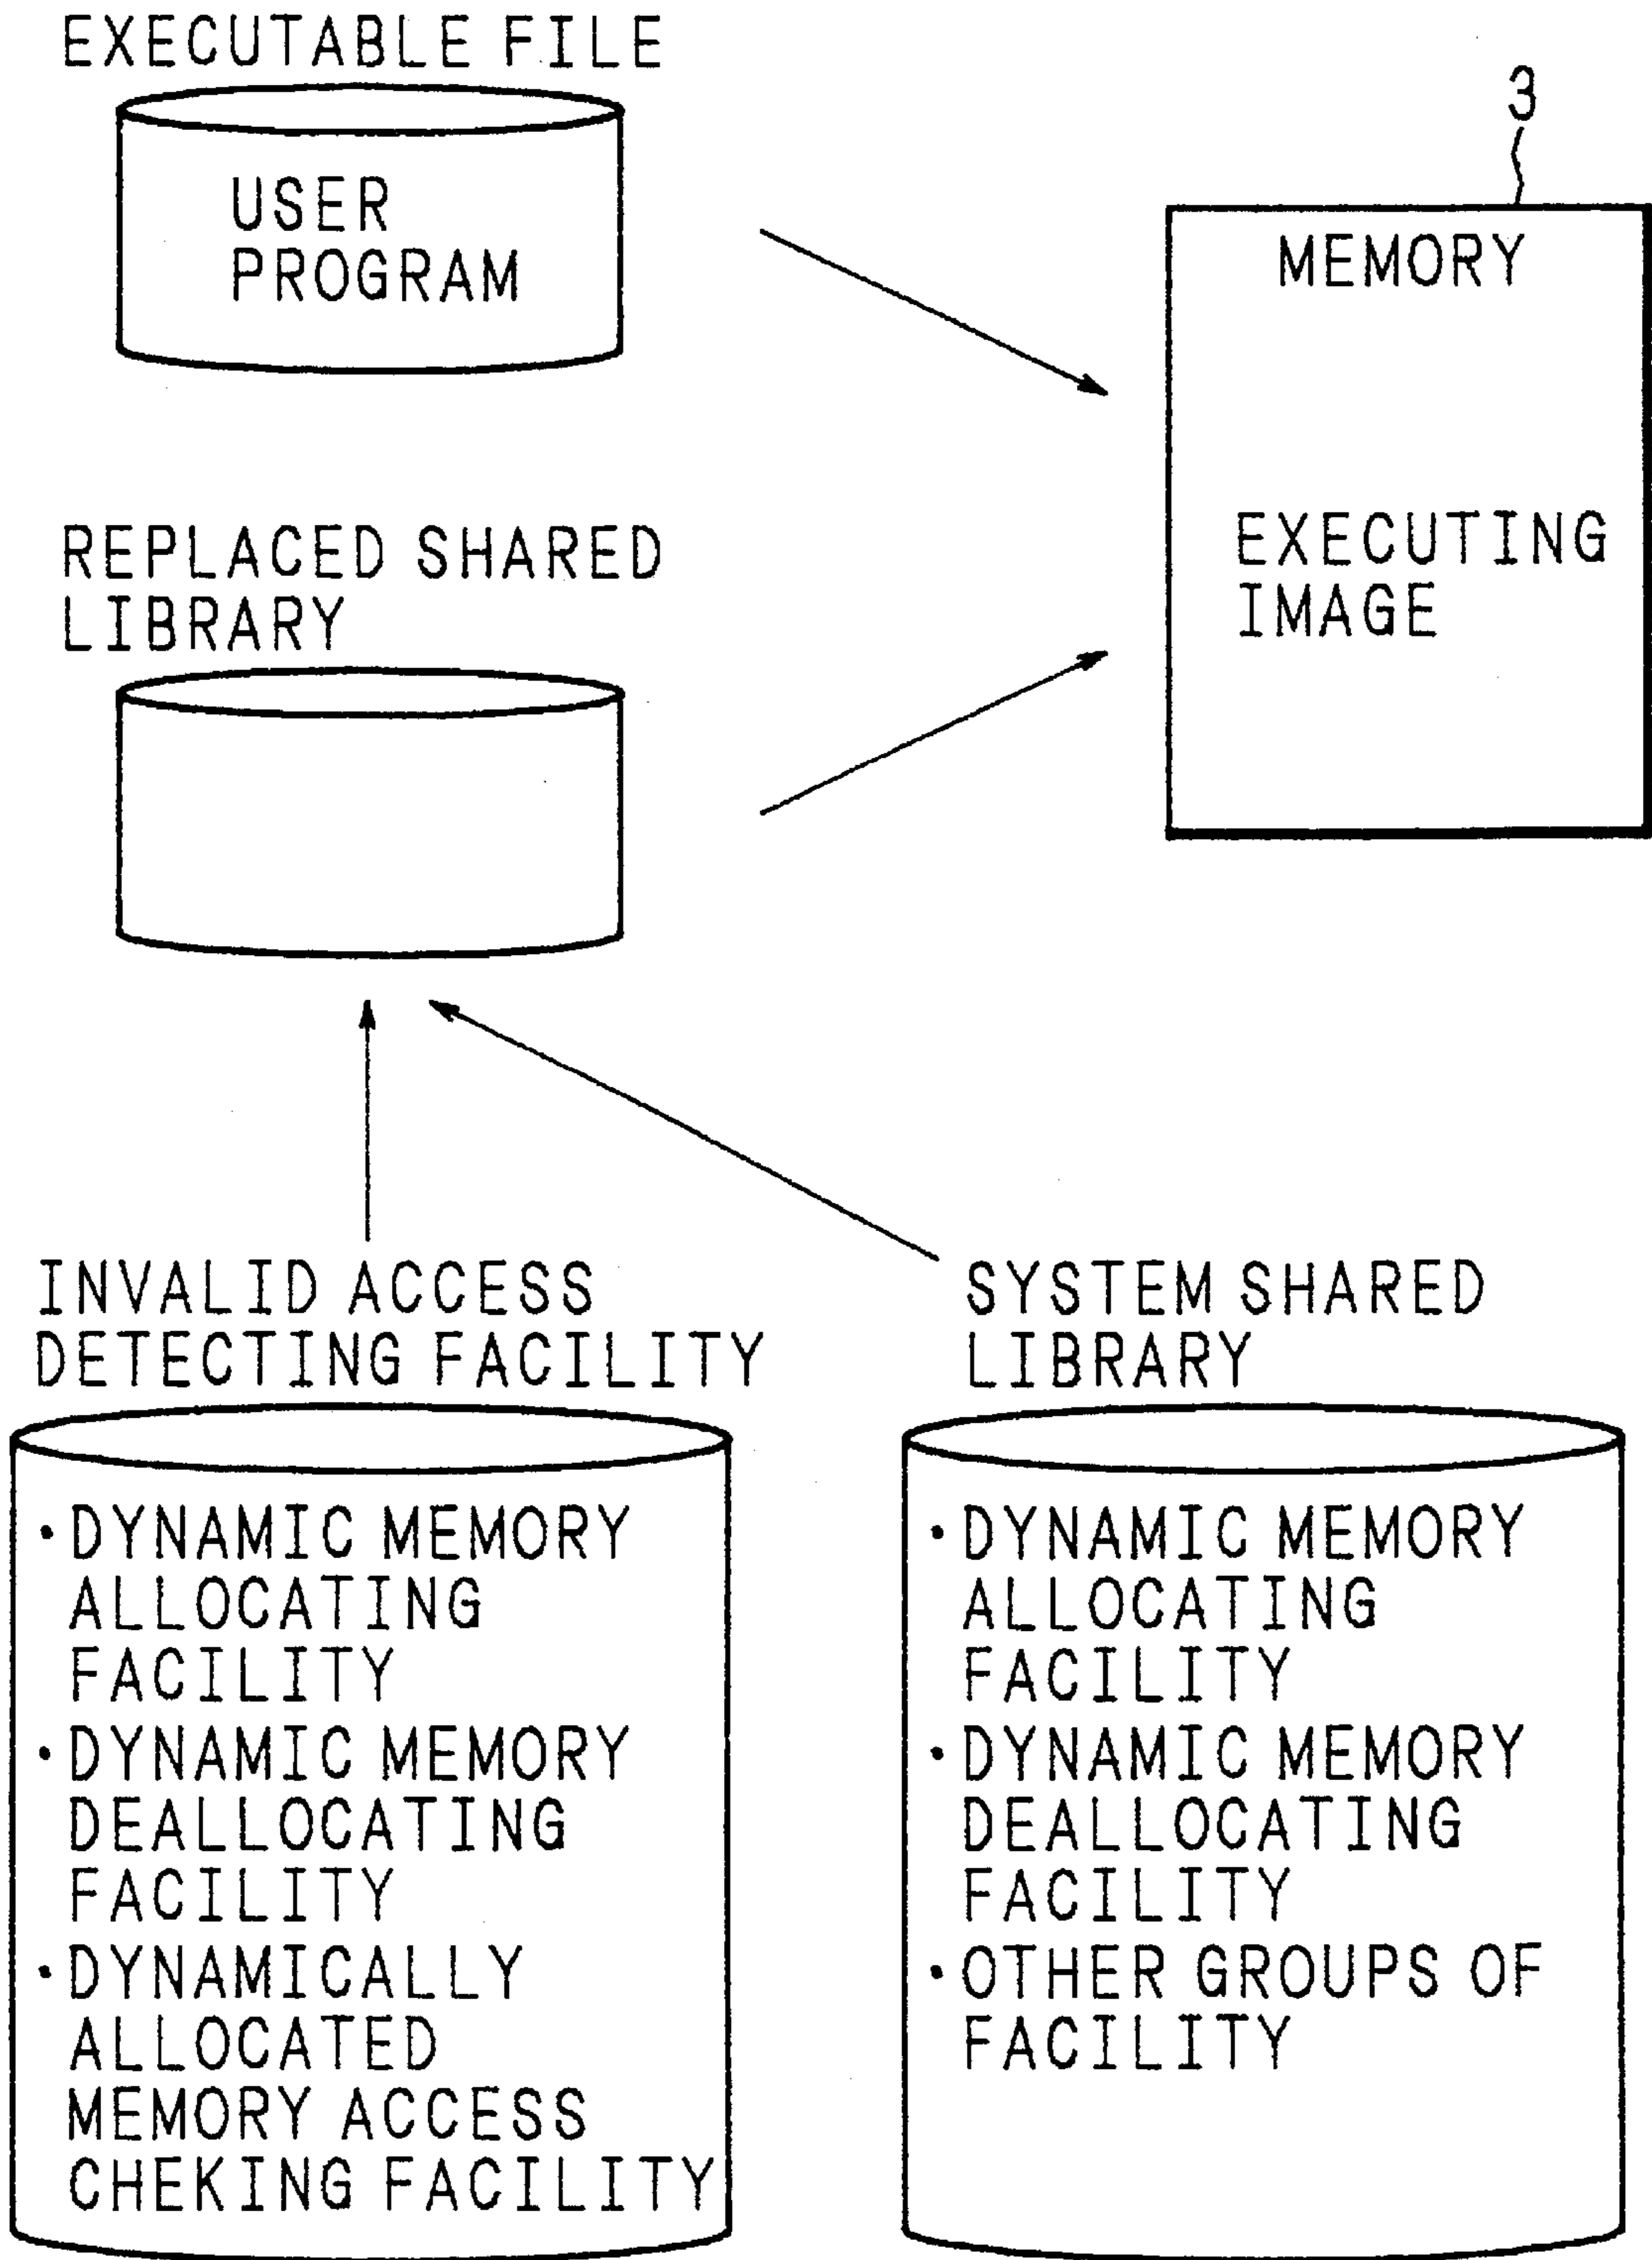 EXECUTABLE FILE
USER
PROGRAM
3
MEMORY
EXECUTING
IMAGE
REPLACED SHARED
LIBRARY
INVALID ACCESS
DETECTING FACILITY
•DYNAMIC MEMORY
ALLOCATING
FACILITY
•DYNAMIC MEMORY
DEALLOCATING
FACILITY
•DYNAMICALLY
ALLOCATED
MEMORY ACCESS
CHEKING FACILITY
SYSTEM SHARED
LIBRARY
•DYNAMIC MEMORY
ALLOCATING
FACILITY
•DYNAMIC MEMORY
DEALLOCATING
FACILITY
•OTHER GROUPS OF
FACILITY